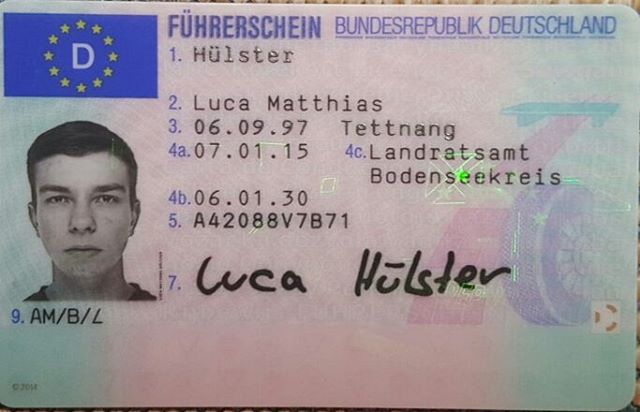 D
FÜHRERSCHEIN BUNDESREPUBLIK DEUTSCHLAND
1. Hülster
2. Luca Matthias
3. 06.09.97 Tettnang
4a. 07.01.15 4c. Landratsamt
Bodenseekreis
4b. 06.01.30
5. A42088V7B71
7. Luca Hülster
9. AM/B/L
© 2014